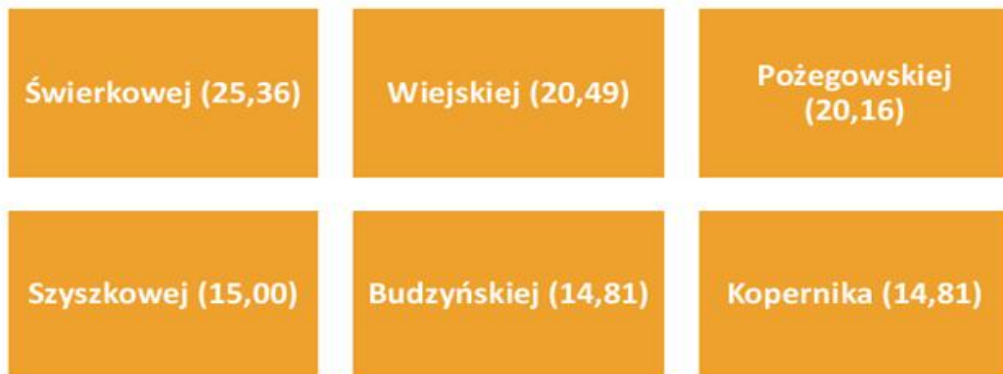 Świerkowej (25,36)
Wiejskiej (20,49)
Pożegowskiej
(20,16)
Szyszkowej (15,00)
Budzyńskiej (14,81)
Kopernika (14,81)